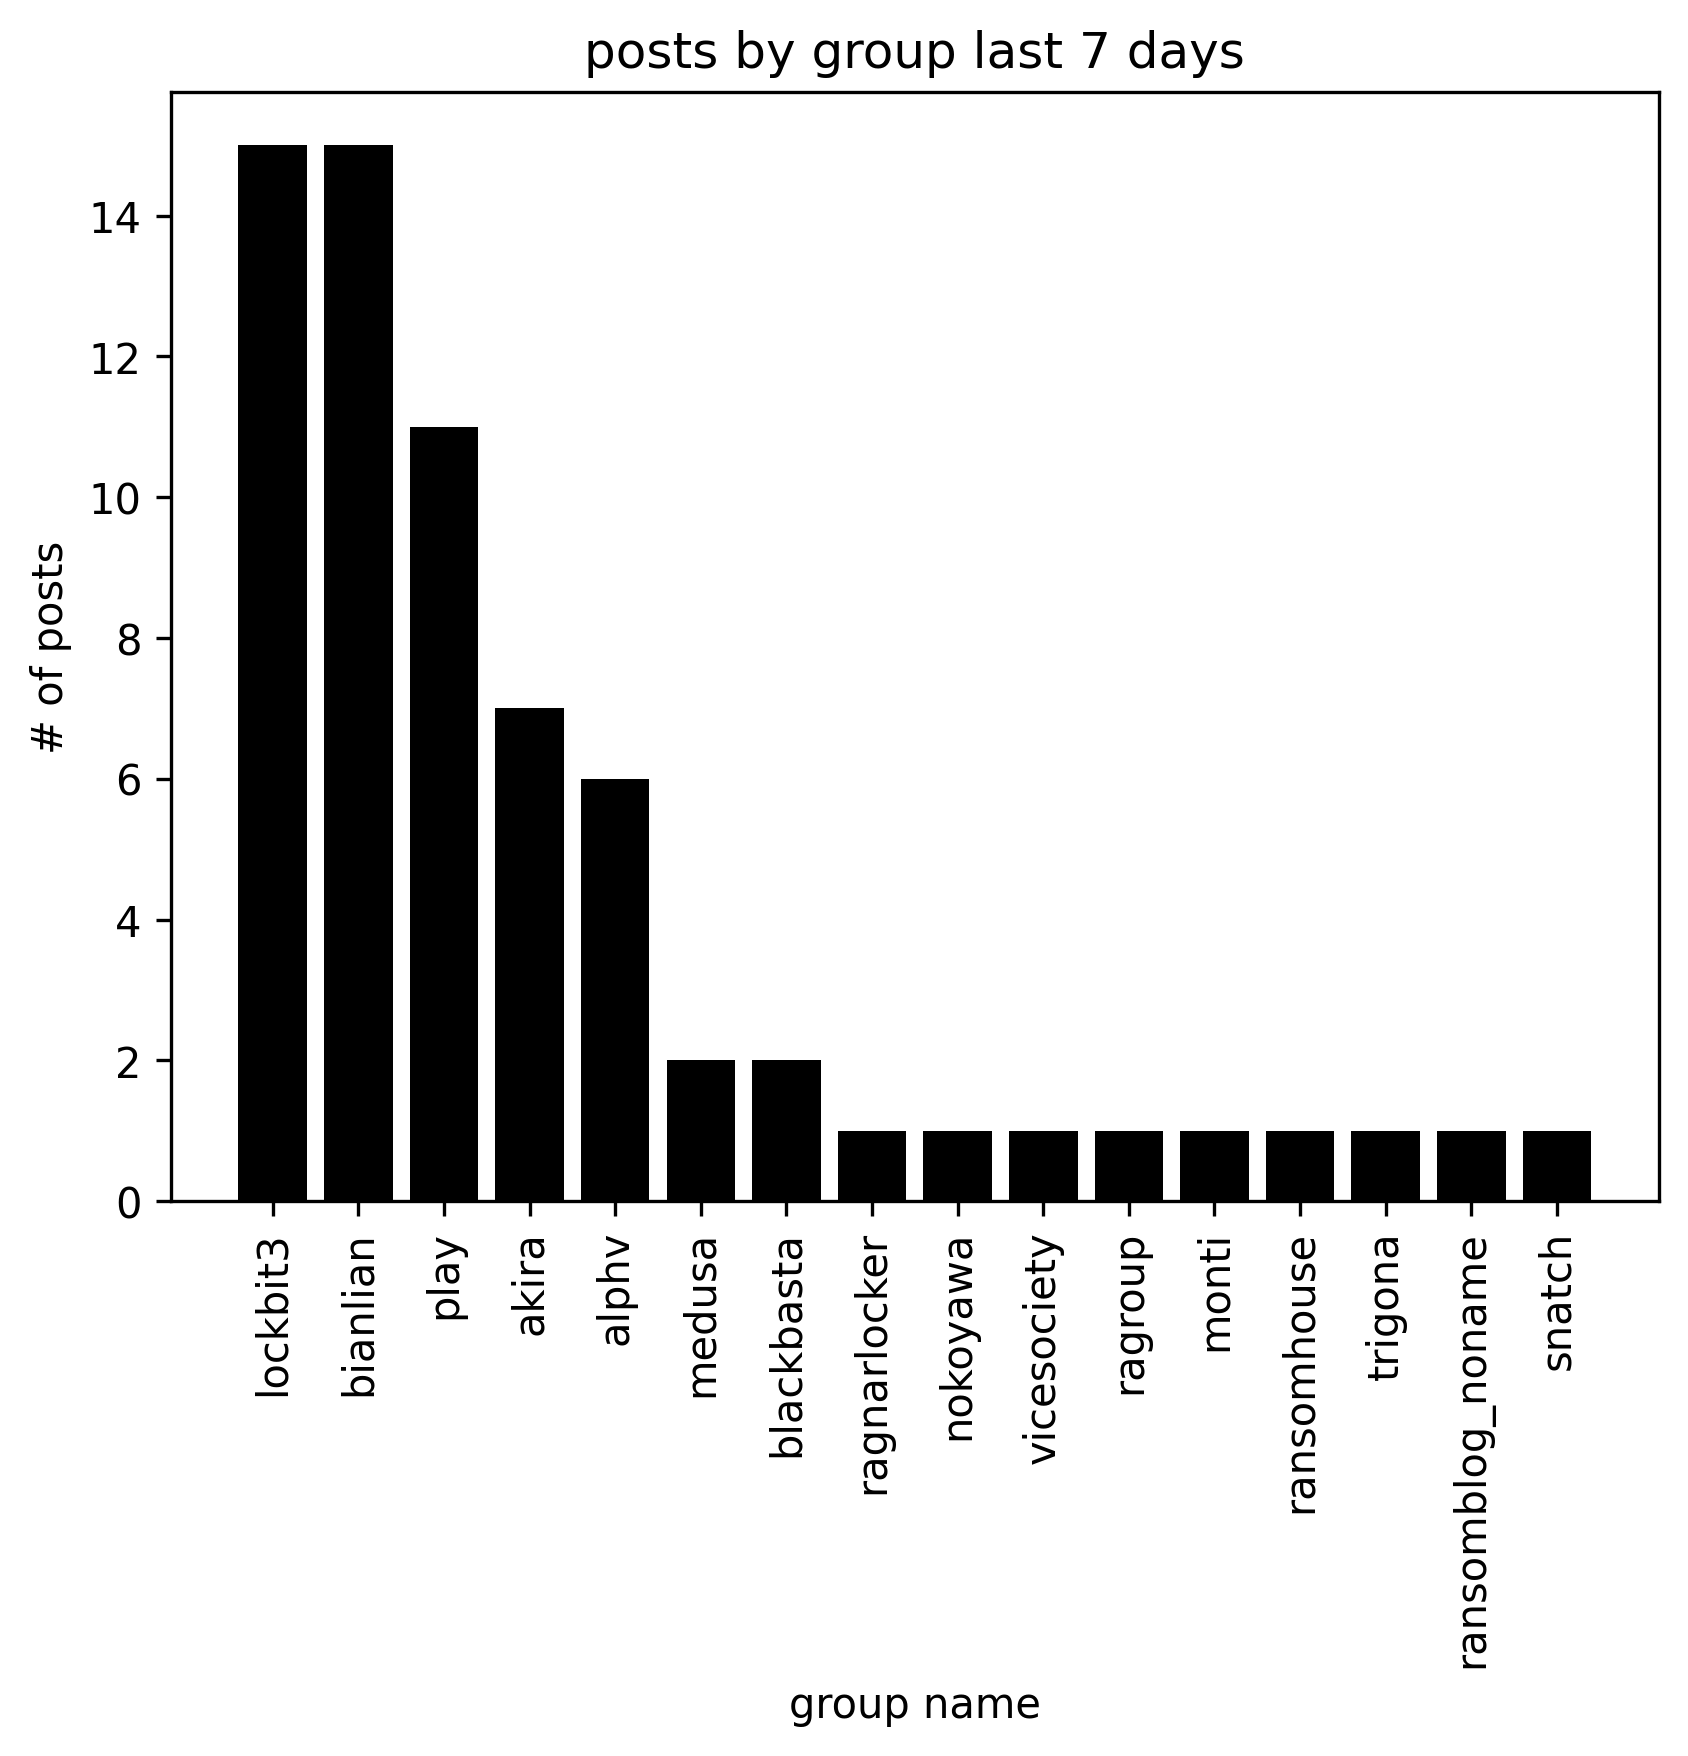 posts by group last 7 days
# of posts
14
12
10
8
6
4
2
0
lockbit3
bianlian
play
akira
alphv
medusa
blackbasta
ragnarlocker
nokoyawa
vicesociety
ragroup
monti
ransomhouse
trigona
ransomblog_noname
snatch
group name